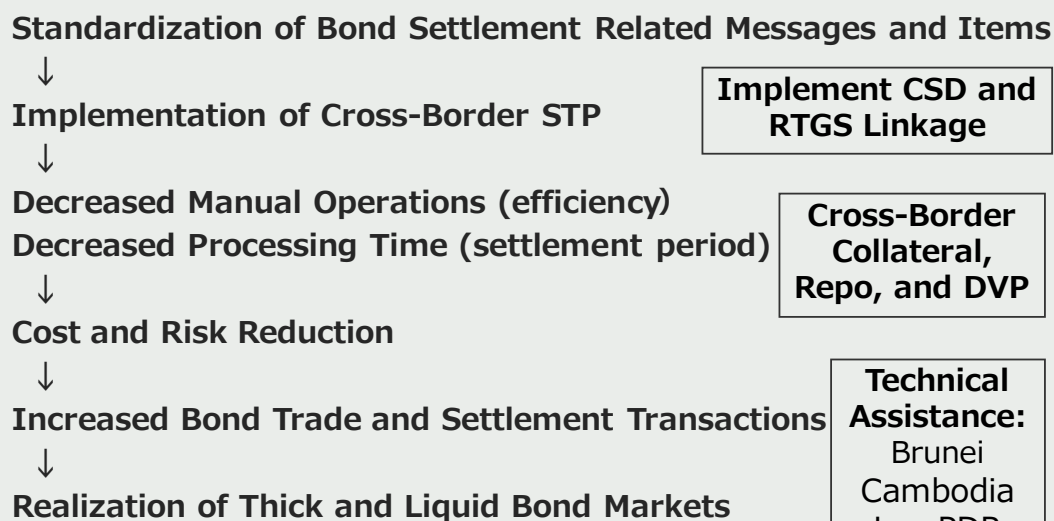 Standardization of Bond Settlement Related Messages and Items
↓
Implementation of Cross-Border STP
↓
Decreased Manual Operations (efficiency)
Decreased Processing Time (settlement period)
↓
Cost and Risk Reduction
↓
Increased Bond Trade and Settlement Transactions
↓
Realization of Thick and Liquid Bond Markets
Implement CSD and
RTGS Linkage
Cross-Border
Collateral,
Repo, and DVP
Technical
Assistance:
Brunei
Cambodia